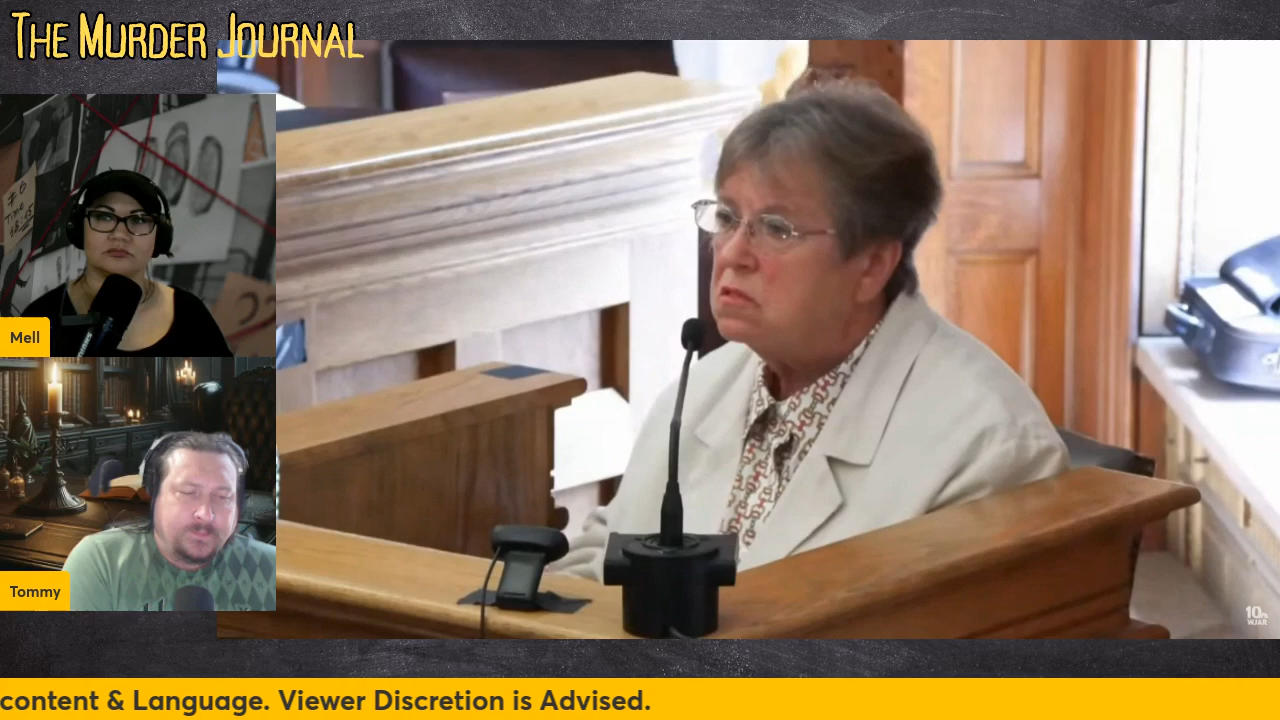 The Murder Journal
Mell
Tommy
10
WJAR
content & Language. Viewer Discretion is Advised.